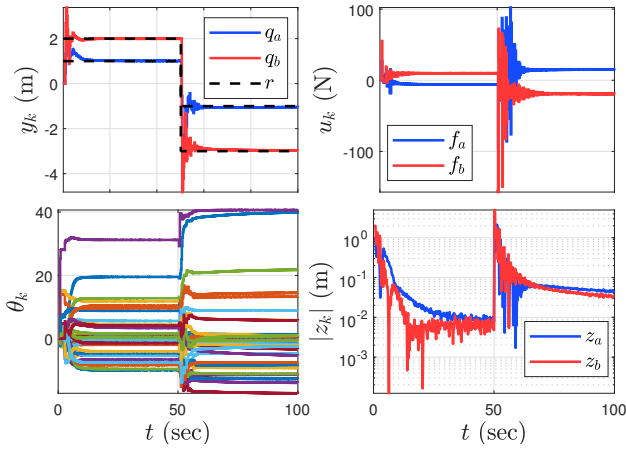 y_k (m)
2
0
-2
-4
q_a
q_b
r
u_k (N)
100
0
-100
f_a
f_b
θ_k
40
20
0
0
50
100
t (sec)
|z_k| (m)
10^0
10^-1
10^-2
10^-3
z_a
z_b
0
50
100
t (sec)